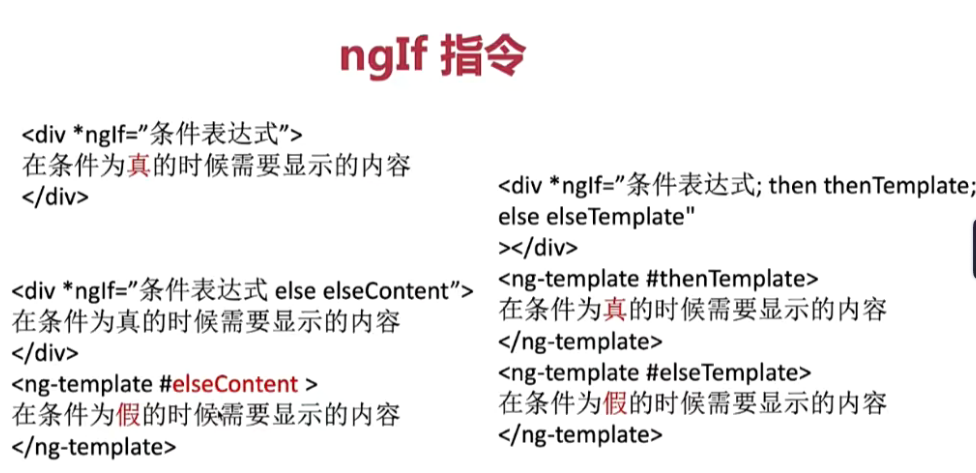 ngIf 指令
<div *ngIf=”条件表达式”>
在条件为真的时候需要显示的内容
</div>
<div *ngIf=”条件表达式 else elseContent”>
在条件为真的时候需要显示的内容
</div>
<ng-template #elseContent >
在条件为假的时候需要显示的内容
</ng-template>
<div *ngIf=”条件表达式; then thenTemplate;
else elseTemplate"
></div>
<ng-template #thenTemplate>
在条件为真的时候需要显示的内容
</ng-template>
<ng-template #elseTemplate>
在条件为假的时候需要显示的内容
</ng-template>